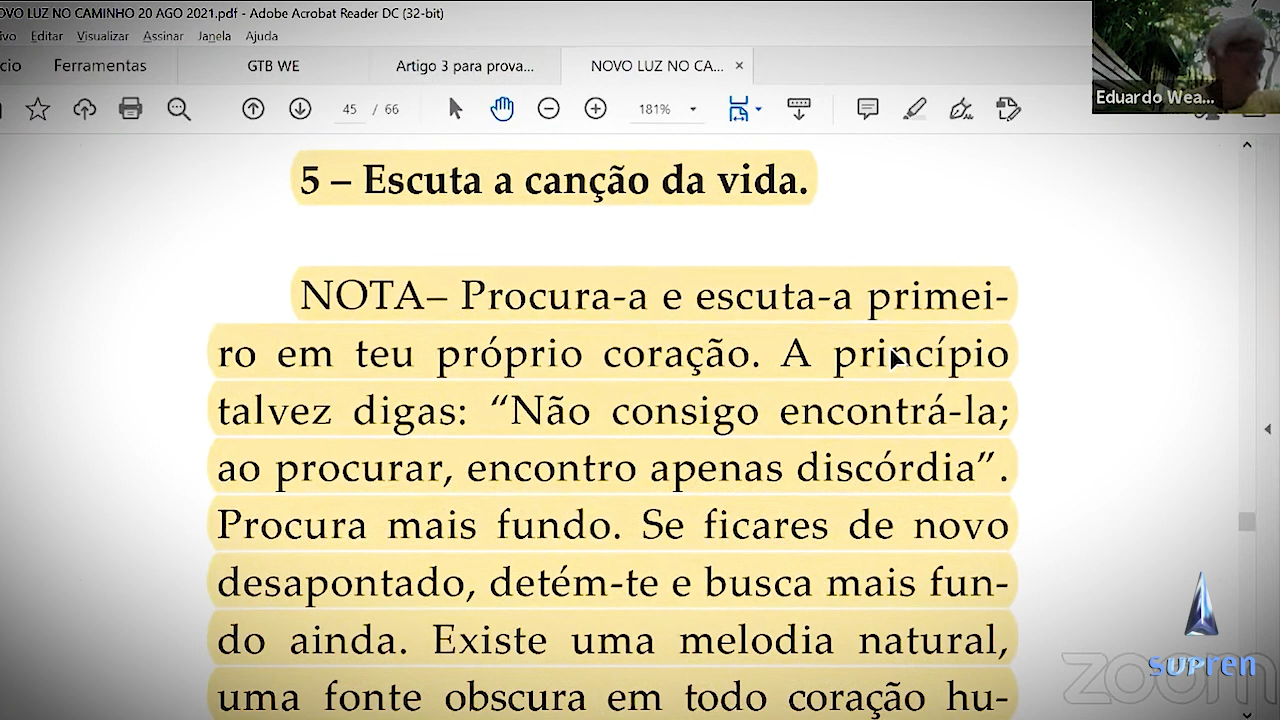 OVO LUZ NO CAMINHO 20 AGO 2021.pdf - Adobe Acrobat Reader DC (32-bit)
ivo Editar Visualizar Assinar Janela Ajuda
cio Ferramentas GTB WE Artigo 3 para prova... NOVO LUZ NO CA... ×
45 / 66 181%
Eduardo Wea...
5 – Escuta a canção da vida.
NOTA– Procura-a e escuta-a primei-
ro em teu próprio coração. A princípio
talvez digas: “Não consigo encontrá-la;
ao procurar, encontro apenas discórdia”.
Procura mais fundo. Se ficares de novo
desapontado, detém-te e busca mais fun-
do ainda. Existe uma melodia natural,
uma fonte obscura em todo coração hu-
zoom
supren